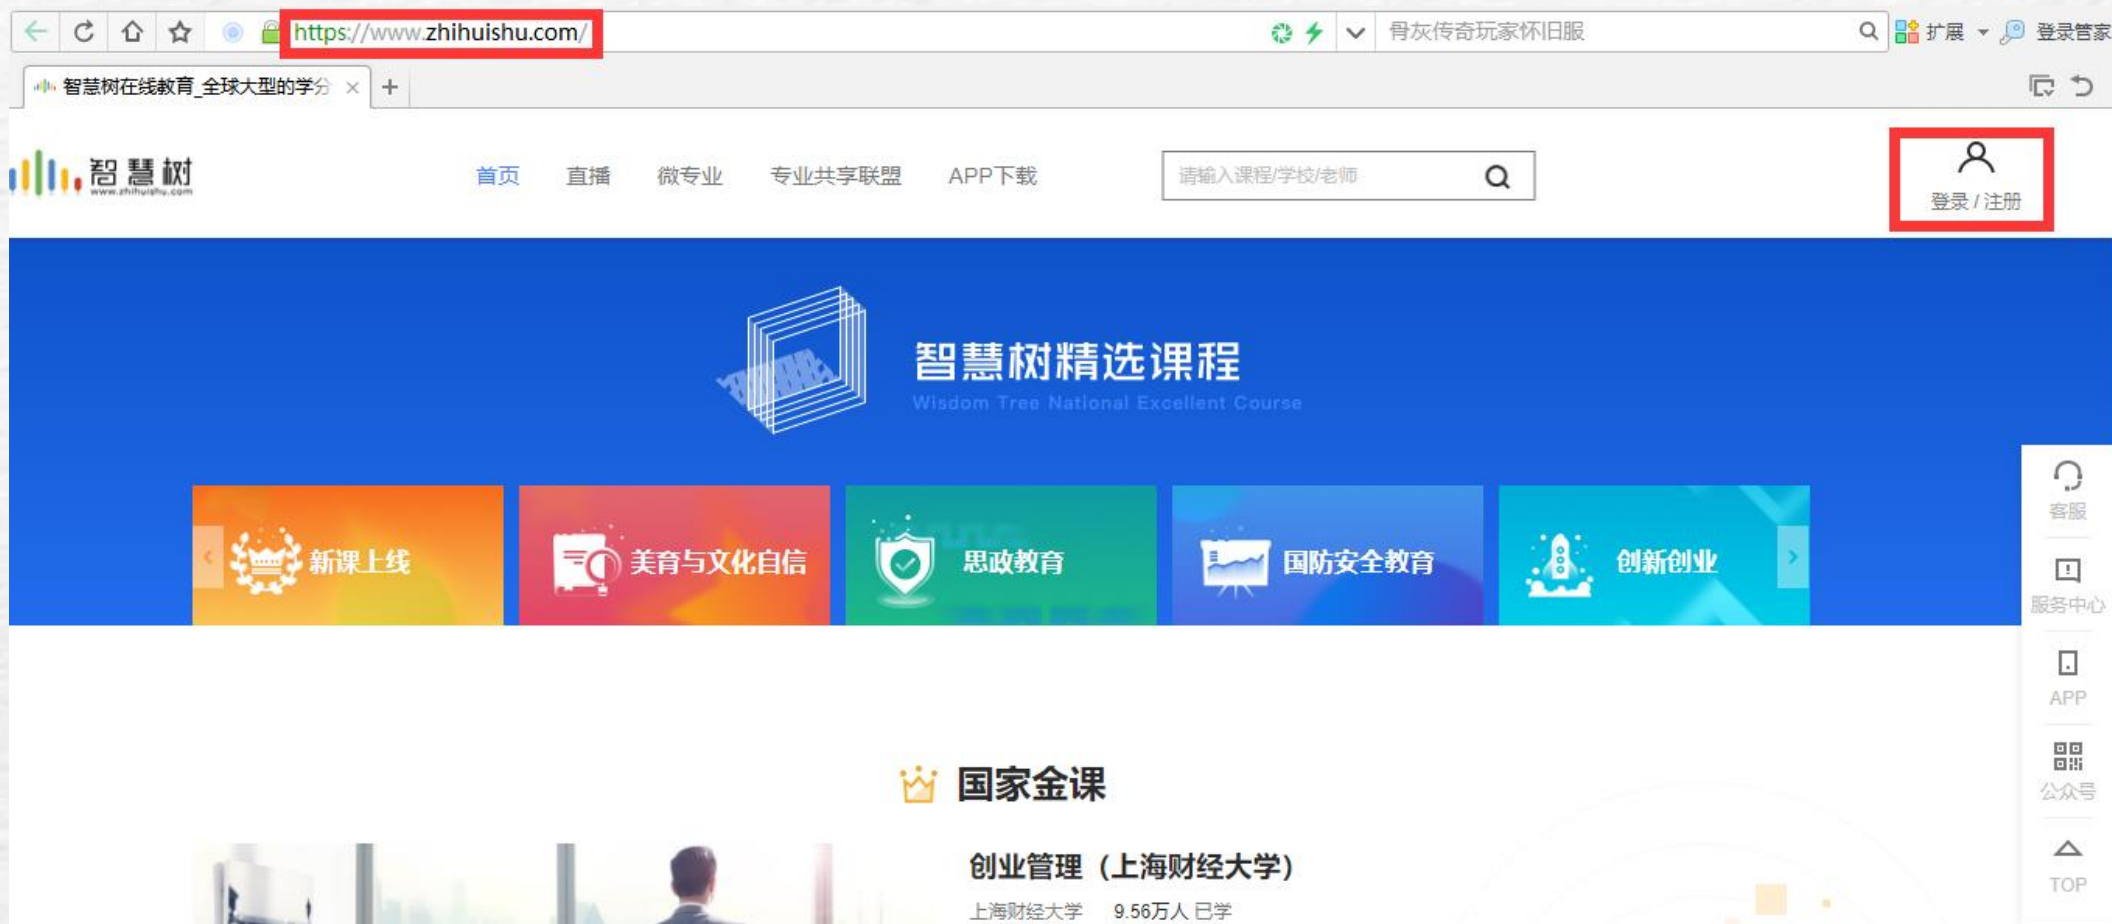 https://www.zhihuishu.com/
骨灰传奇玩家怀旧服
扩展
登录管家
智慧树在线教育_全球大型的学分
智慧树
www.zhihuishu.com
首页
直播
微专业
专业共享联盟
APP下载
请输入课程/学校/老师
登录 / 注册
智慧树精选课程
Wisdom Tree National Excellent Course
新课上线
美育与文化自信
思政教育
国防安全教育
创新创业
客服
服务中心
APP
公众号
TOP
国家金课
创业管理（上海财经大学）
上海财经大学 9.56万人 已学